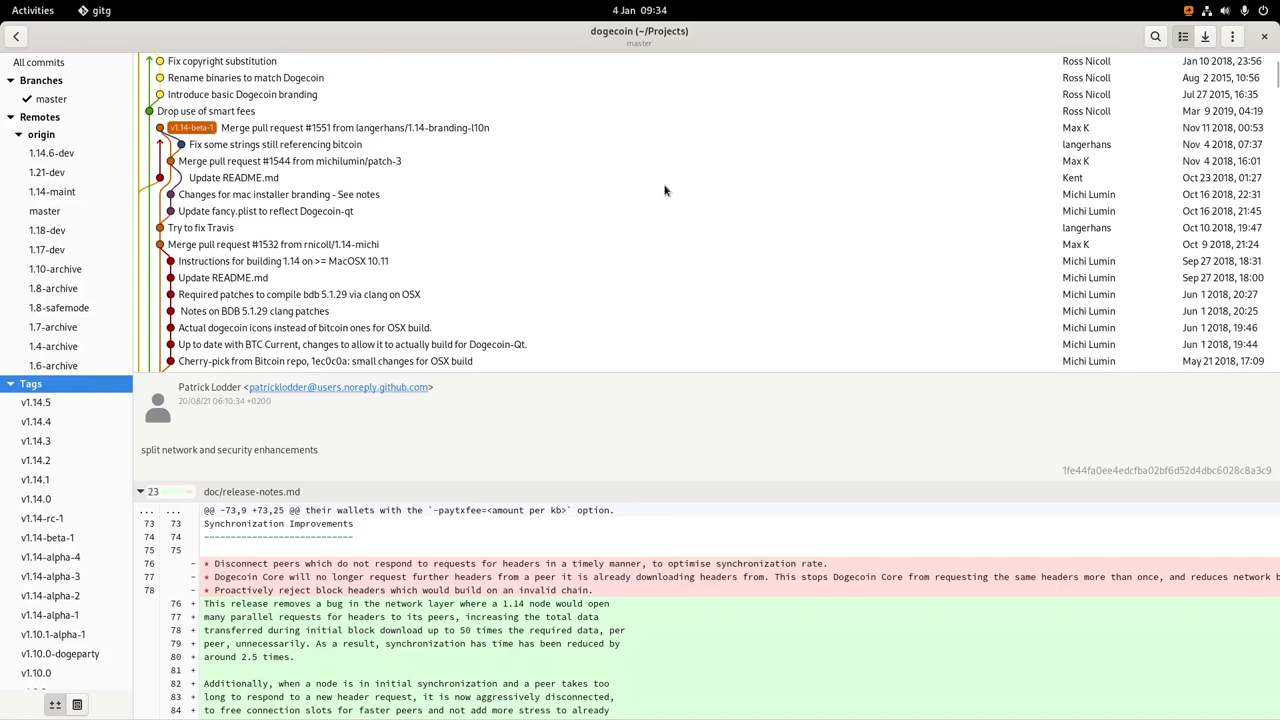 Activities gitg 4 Jan 09:34
dogecoin (~/Projects)
master
All commits
Branches
master
Remotes
origin
1.14.6-dev
1.21-dev
1.14-maint
master
1.18-dev
1.17-dev
1.10-archive
1.8-archive
1.8-safemode
1.7-archive
1.4-archive
1.6-archive
Tags
v1.14.5
v1.14.4
v1.14.3
v1.14.2
v1.14.1
v1.14.0
v1.14-rc-1
v1.14-beta-1
v1.14-alpha-4
v1.14-alpha-3
v1.14-alpha-2
v1.14-alpha-1
v1.10.1-alpha-1
v1.10.0-dogeparty
v1.10.0
Fix copyright substitution Ross Nicoll Jan 10 2018, 23:56
Rename binaries to match Dogecoin Ross Nicoll Aug 2 2015, 10:56
Introduce basic Dogecoin branding Ross Nicoll Jul 27 2015, 16:35
Drop use of smart fees Ross Nicoll Mar 9 2019, 04:19
v1.14-beta-1 Merge pull request #1551 from langerhans/1.14-branding-l10n Max K Nov 11 2018, 00:53
Fix some strings still referencing bitcoin langerhans Nov 4 2018, 07:37
Merge pull request #1544 from michilumin/patch-3 Max K Nov 4 2018, 16:01
Update README.md Kent Oct 23 2018, 01:27
Changes for mac installer branding - See notes Michi Lumin Oct 16 2018, 22:31
Update fancy.plist to reflect Dogecoin-qt Michi Lumin Oct 16 2018, 21:45
Try to fix Travis langerhans Oct 10 2018, 19:47
Merge pull request #1532 from rnicoll/1.14-michi Max K Oct 9 2018, 21:24
Instructions for building 1.14 on >= MacOSX 10.11 Michi Lumin Sep 27 2018, 18:31
Update README.md Michi Lumin Sep 27 2018, 18:00
Required patches to compile bdb 5.1.29 via clang on OSX Michi Lumin Jun 1 2018, 20:27
Notes on BDB 5.1.29 clang patches Michi Lumin Jun 1 2018, 20:25
Actual dogecoin icons instead of bitcoin ones for OSX build. Michi Lumin Jun 1 2018, 19:46
Up to date with BTC Current, changes to allow it to actually build for Dogecoin-Qt. Michi Lumin Jun 1 2018, 19:44
Cherry-pick from Bitcoin repo, 1ec0c0a: small changes for OSX build Michi Lumin May 21 2018, 17:09
Patrick Lodder <patricklodder@users.noreply.github.com>
20/08/21 06:10:34 +0200
split network and security enhancements
1fe44fa0ee4edcfba02bf6d52d4dbc6028c8a3c9
23 doc/release-notes.md
... ... @@ -73,9 +73,25 @@ their wallets with the `-paytxfee=<amount per kb>` option.
73 73 Synchronization Improvements
74 74 ---------------------------
75 75
76 - * Disconnect peers which do not respond to requests for headers in a timely manner, to optimise synchronization rate.
77 - * Dogecoin Core will no longer request further headers from a peer it is already downloading headers from. This stops Dogecoin Core from requesting the same headers more than once, and reduces network b
78 - * Proactively reject block headers which would build on an invalid chain.
76 + This release removes a bug in the network layer where a 1.14 node would open
77 + many parallel requests for headers to its peers, increasing the total data
78 + transferred during initial block download up to 50 times the required data, per
79 + peer, unnecessarily. As a result, synchronization has time has been reduced by
80 + around 2.5 times.
81 +
82 + Additionally, when a node is in initial synchronization and a peer takes too
83 + long to respond to a new header request, it is now aggressively disconnected,
84 + to free connection slots for faster peers and not add more stress to already